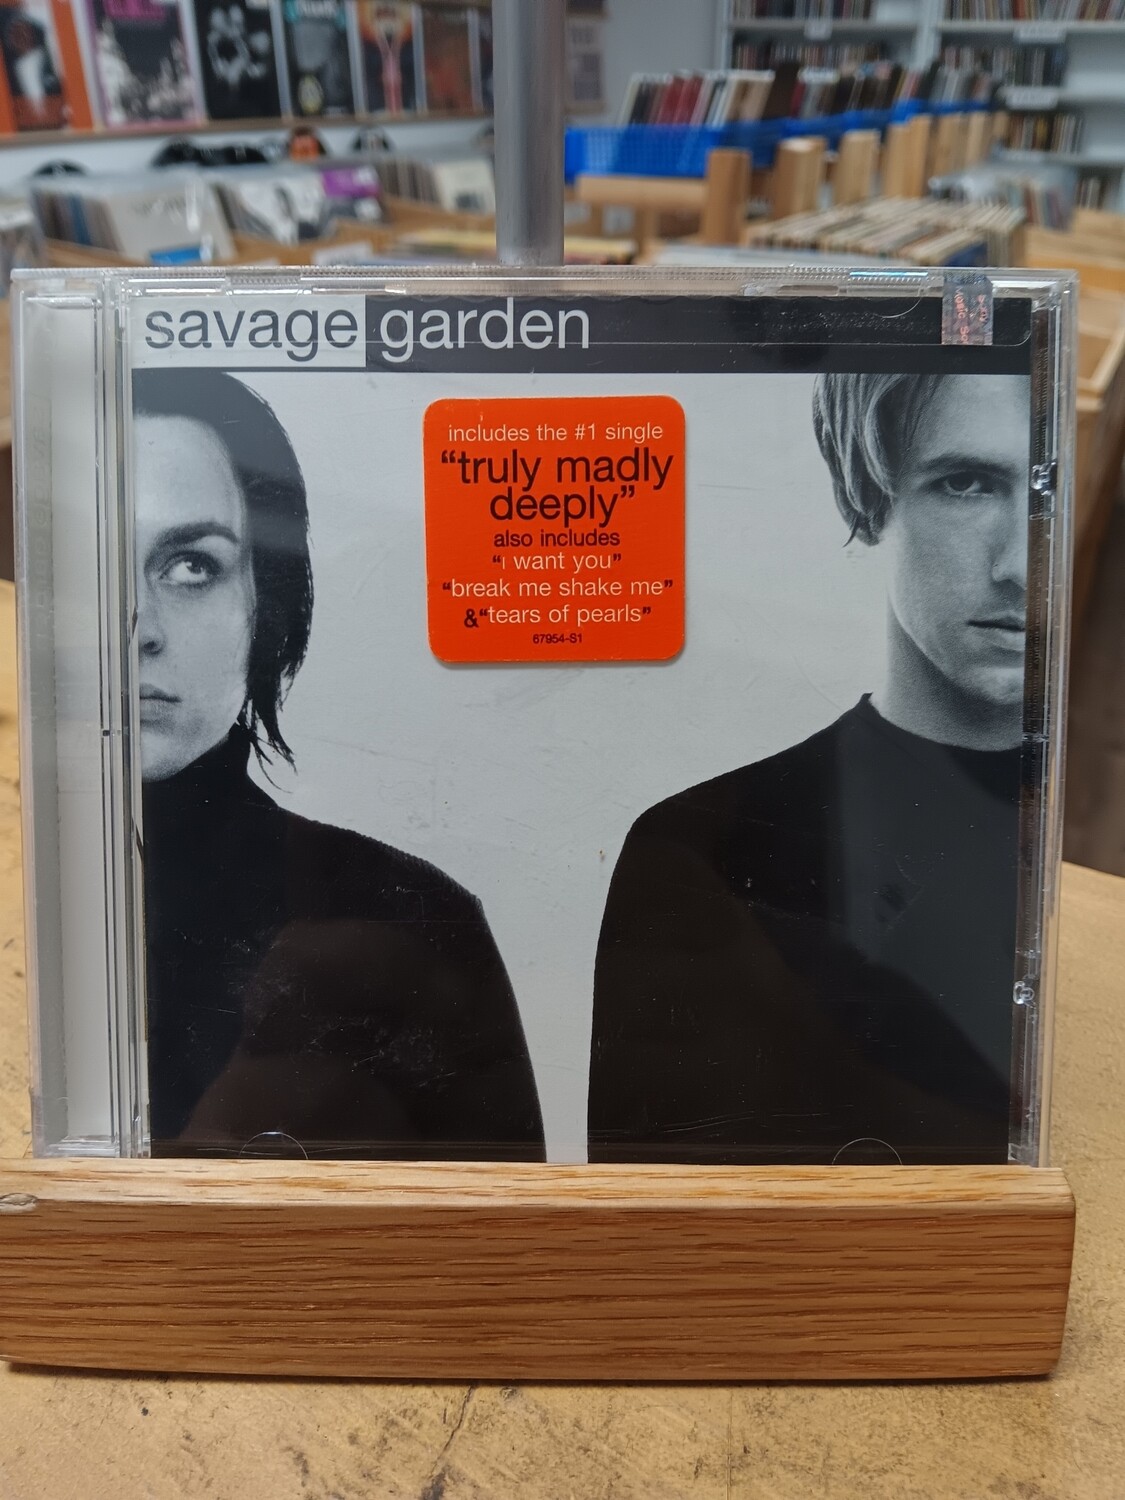 savage garden
includes the #1 single
“truly madly
deeply”
also includes
“i want you”
“break me shake me”
&“tears of pearls”
67954-S1